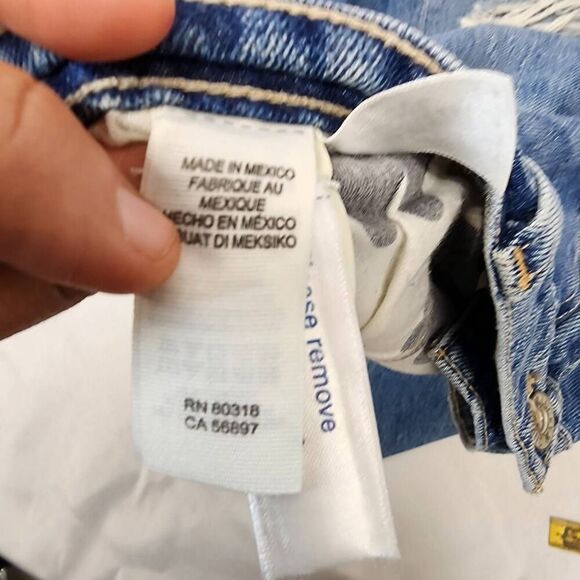 MADE IN MEXICO
FABRIQUE AU
MEXIQUE
HECHO EN MÉXICO
DI MEKSIKO
RN 80318
CA 56897
remove